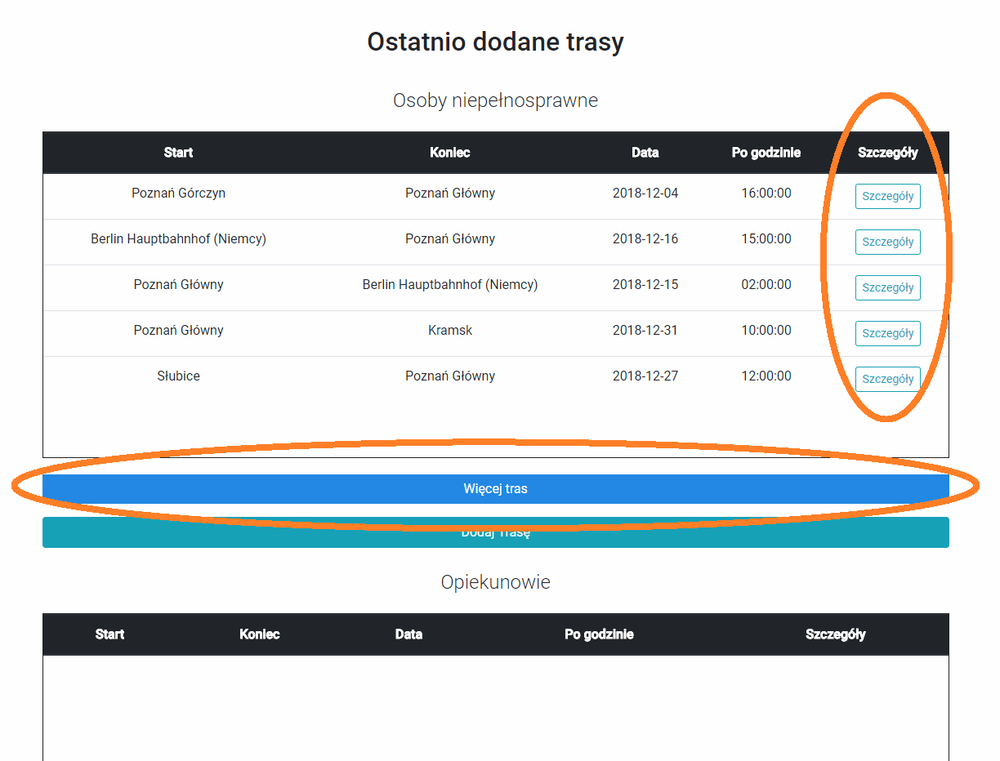 Ostatnio dodane trasy
Osoby niepełnosprawne
Start Koniec Data Po godzinie Szczegóły
Poznań Górczyn Poznań Główny 2018-12-04 16:00:00 Szczegóły
Berlin Hauptbahnhof (Niemcy) Poznań Główny 2018-12-16 15:00:00 Szczegóły
Poznań Główny Berlin Hauptbahnhof (Niemcy) 2018-12-15 02:00:00 Szczegóły
Poznań Główny Kramsk 2018-12-31 10:00:00 Szczegóły
Słubice Poznań Główny 2018-12-27 12:00:00 Szczegóły
Więcej tras
Dodaj Trasę
Opiekunowie
Start Koniec Data Po godzinie Szczegóły